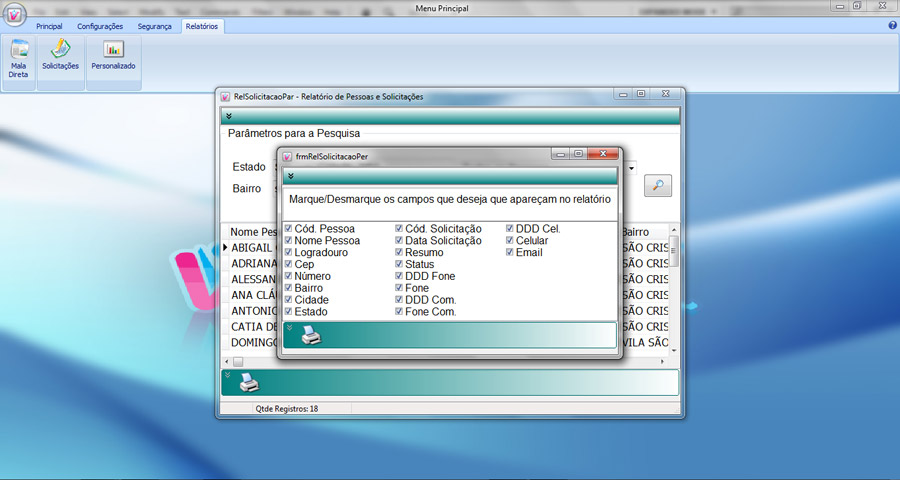 Menu Principal
Principal Configurações Segurança Relatórios
Mala Direta
Solicitações
Personalizado
RelSolicitacaoPar - Relatório de Pessoas e Solicitações
Parâmetros para a Pesquisa
Estado
Bairro
frmRelSolicitacaoPer
Marque/Desmarque os campos que deseja que apareçam no relatório
Cód. Pessoa Cód. Solicitação DDD Cel.
Nome Pessoa Data Solicitação Celular
Logradouro Resumo Email
Cep Status
Número DDD Fone
Bairro Fone
Cidade DDD Com.
Estado Fone Com.
Nome Pes Bairro
ABIGAIL SÃO CRIS
ADRIANA SÃO CRIS
ALESSAN SÃO CRIS
ANA CLÁ SÃO CRIS
ANTONIO SÃO CRIS
CATIA DE SÃO CRIS
DOMINGO VILA SÃO
Qtde Registros: 18